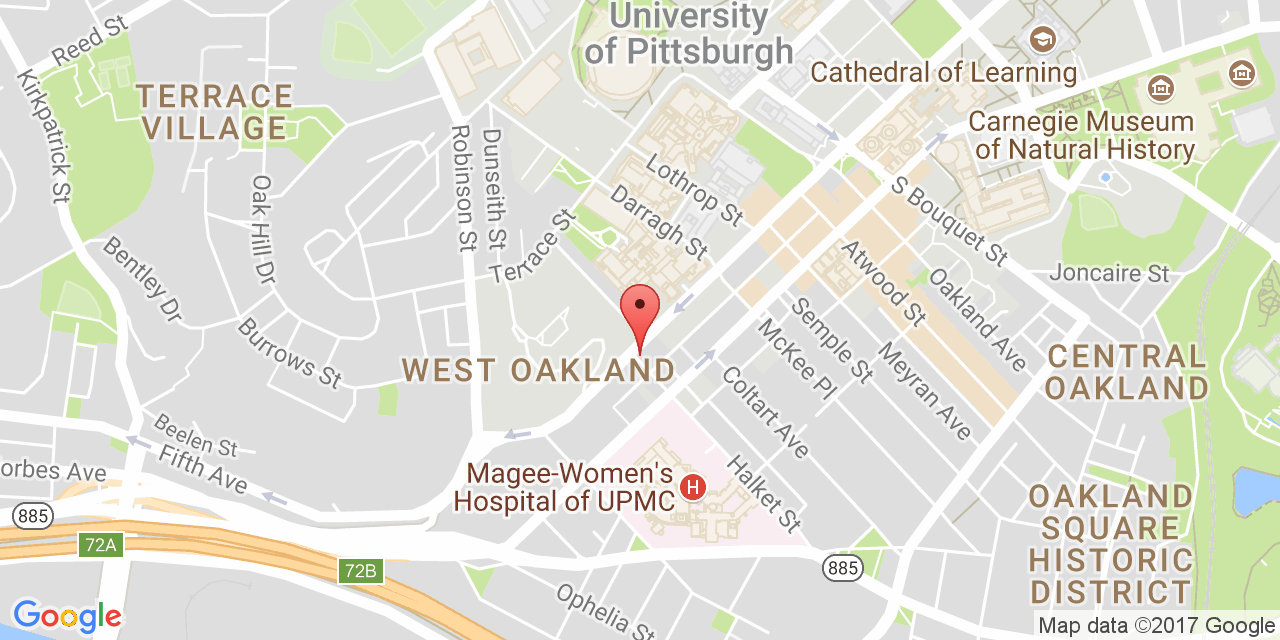 University
of Pittsburgh
Reed St
Cathedral of Learning
Kirkpatrick St
TERRACE
VILLAGE
Carnegie Museum
of Natural History
Robinson St
Dunseith St
Lothrop St
Oak Hill Dr
Darragh St
S Bouquet St
Terrace St
Bentley Dr
Atwood St
Joncaire St
Oakland Ave
Burrows St
Semple St
McKee Pl
WEST OAKLAND
Meyran Ave
CENTRAL
OAKLAND
Coltart Ave
Beelen St
Fifth Ave
orbes Ave
Magee-Women's
Hospital of UPMC
H
Halket St
OAKLAND
SQUARE
HISTORIC
DISTRICT
885
72A
72B
885
Ophelia St
Google
Map data ©2017 Google